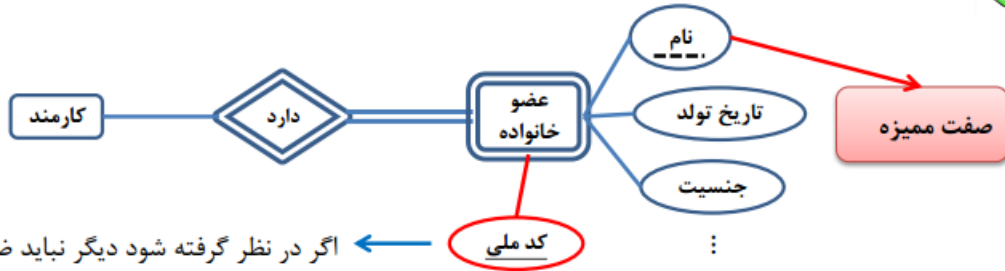 نام
صفت ممیزه
تاریخ تولد
عضو
خانواده
دارد
کارمند
جنسیت
کد ملی
اگر در نظر گرفته شود دیگر نباید